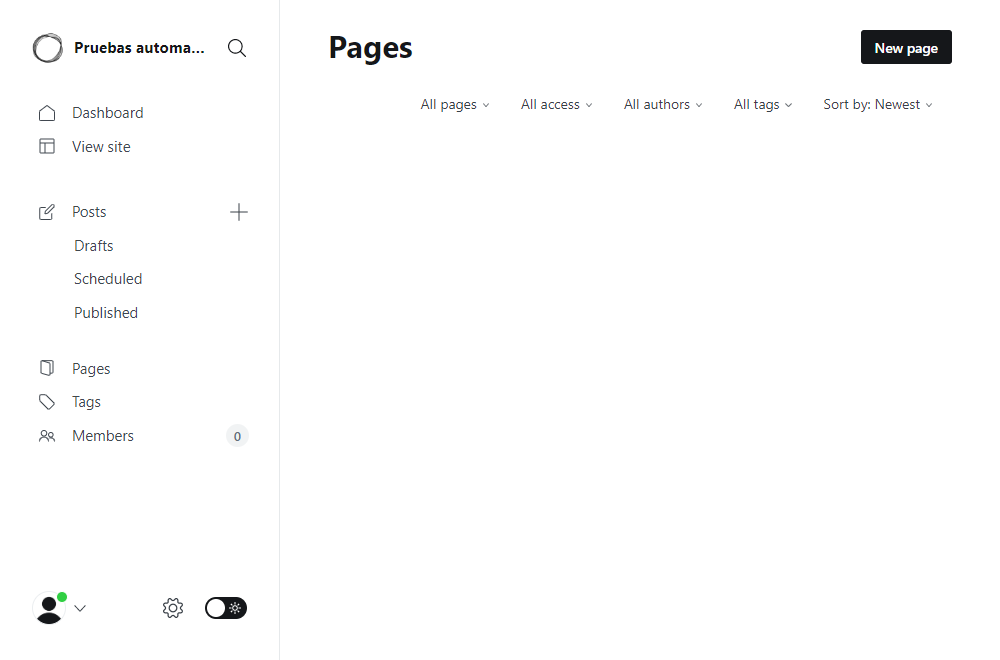 Pruebas automa...
Dashboard
View site
Posts
Drafts
Scheduled
Published
Pages
Tags
Members
0
Pages
New page
All pages
All access
All authors
All tags
Sort by: Newest